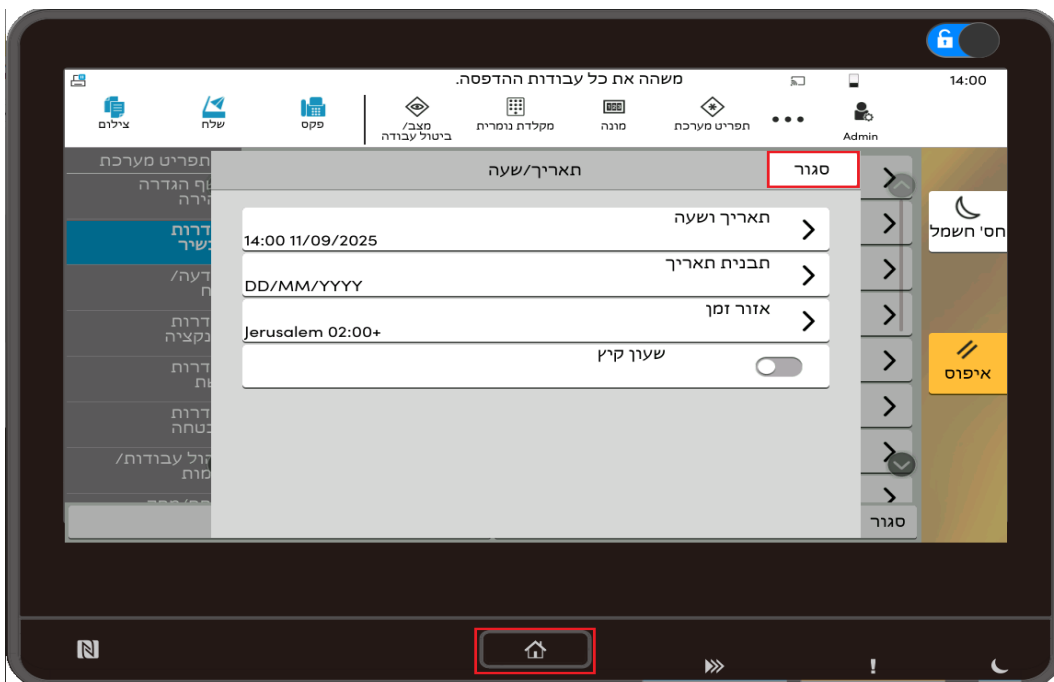 משהה את כל עבודות ההדפסה.
14:00
צילום
שלח
פקס
מצב/
ביטול עבודה
מקלדת נומרית
מונה
תפריט מערכת
Admin
תפריט מערכת
תאריך/שעה
סגור
תאריך ושעה
14:00 11/09/2025
תבנית תאריך
DD/MM/YYYY
אזור זמן
Jerusalem 02:00+
שעון קיץ
חס' חשמל
איפוס
סגור